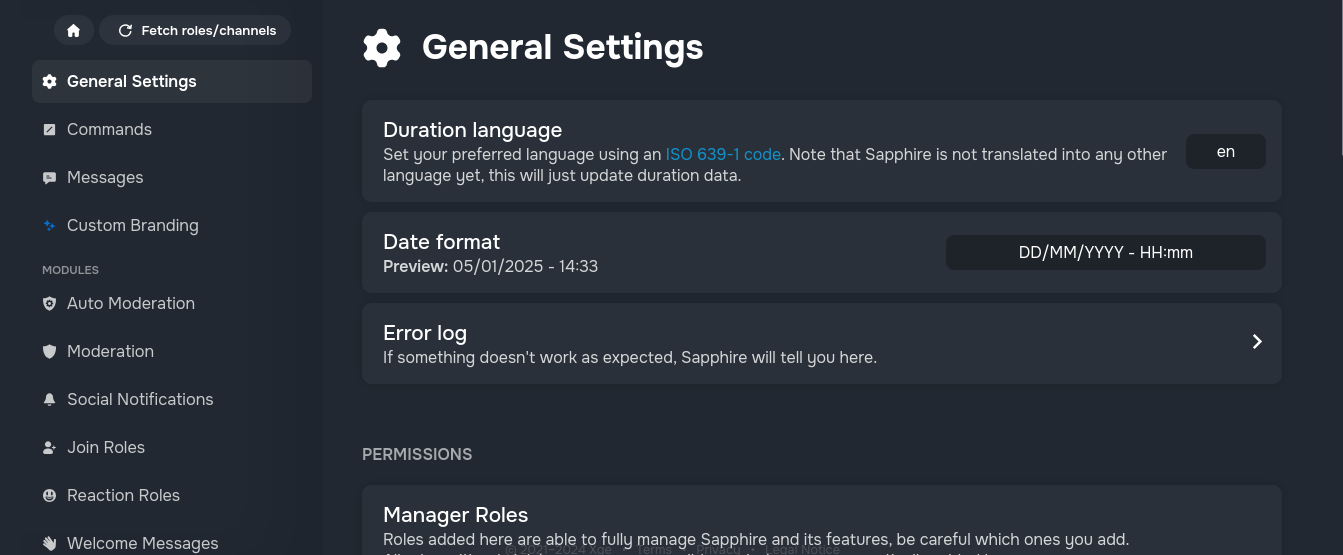 Fetch roles/channels
General Settings
Commands
Messages
Custom Branding
MODULES
Auto Moderation
Moderation
Social Notifications
Join Roles
Reaction Roles
Welcome Messages
General Settings
Duration language
Set your preferred language using an ISO 639-1 code. Note that Sapphire is not translated into any other
language yet, this will just update duration data.
en
Date format
Preview: 05/01/2025 - 14:33
DD/MM/YYYY - HH:mm
Error log
If something doesn't work as expected, Sapphire will tell you here.
PERMISSIONS
Manager Roles
Roles added here are able to fully manage Sapphire and its features, be careful which ones you add.
© 2021-2024 Xge • Terms • Privacy • Legal Notice